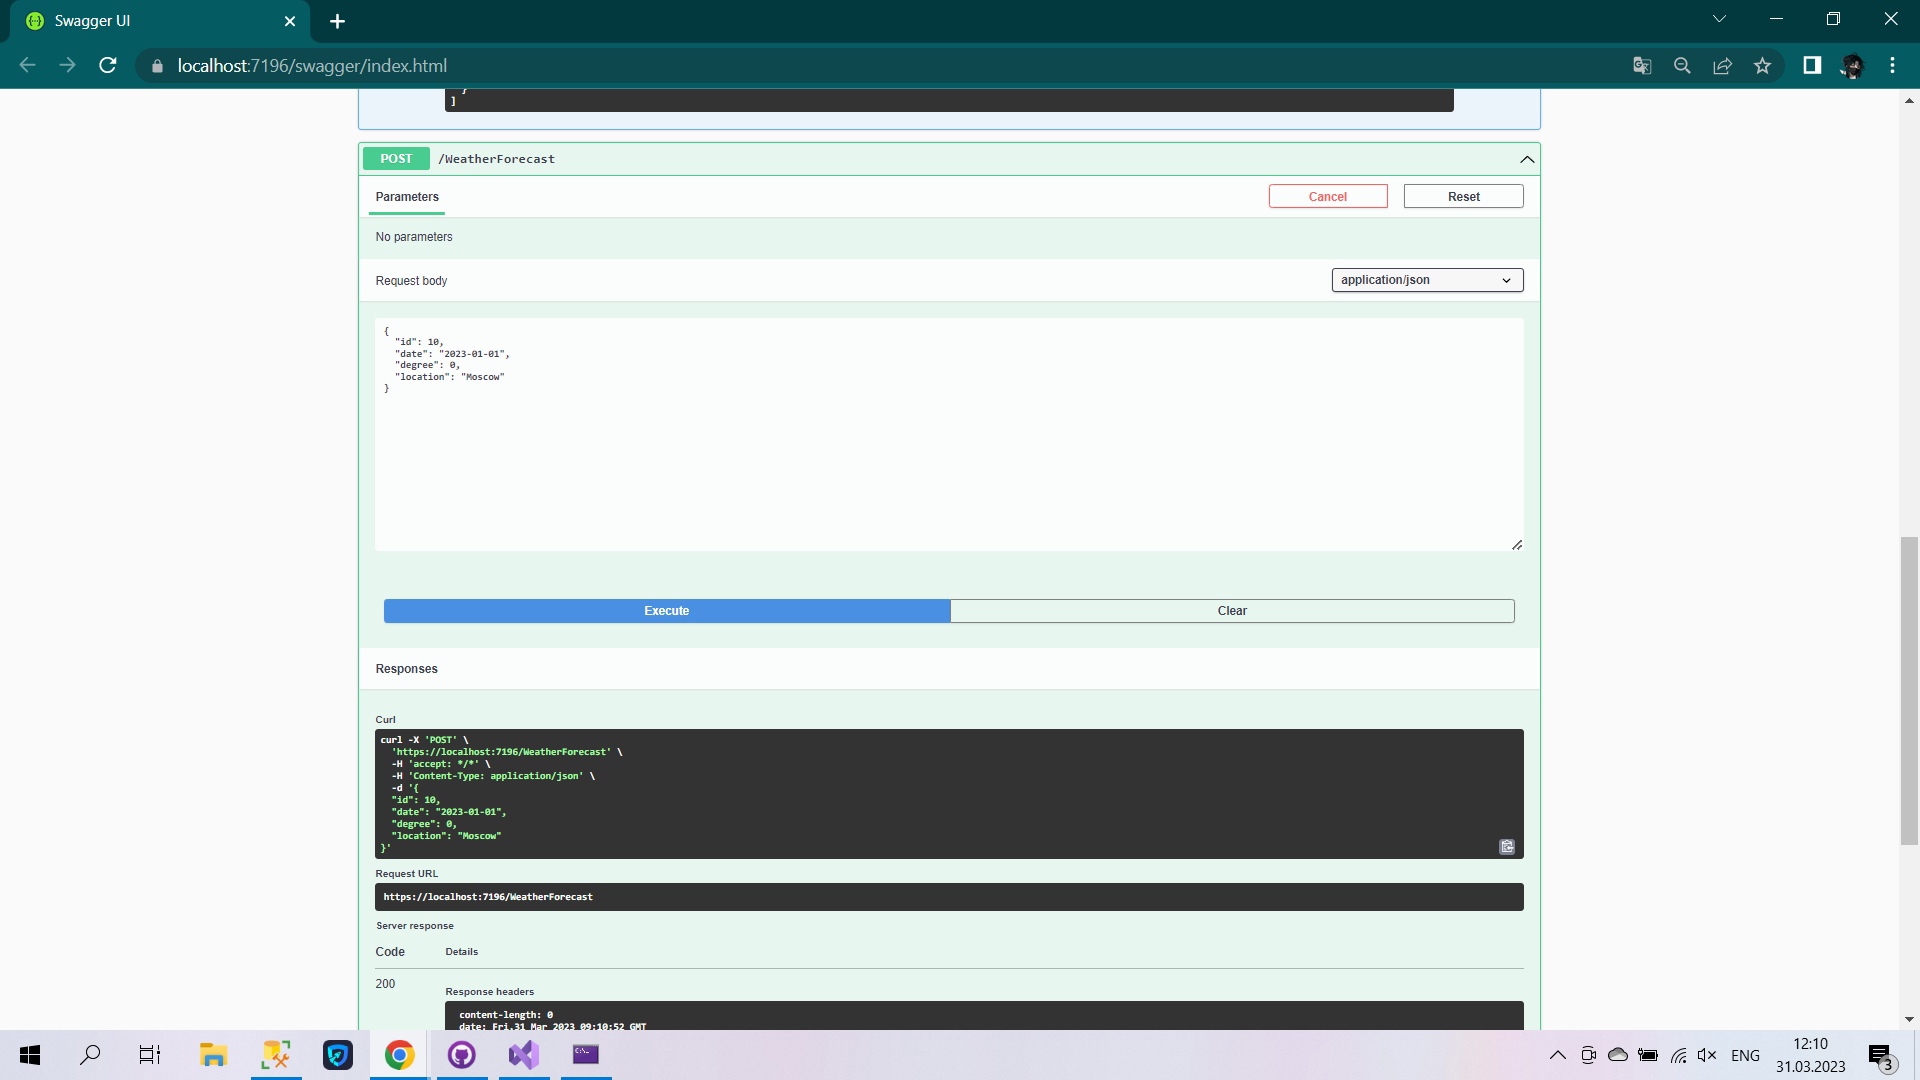 Swagger UI
localhost:7196/swagger/index.html
]
POST /WeatherForecast
Parameters
Cancel
Reset
No parameters
Request body
application/json
{
"id": 10,
"date": "2023-01-01",
"degree": 0,
"location": "Moscow"
}
Execute
Clear
Responses
Curl
curl -X 'POST' \
'https://localhost:7196/WeatherForecast' \
-H 'accept: */*' \
-H 'Content-Type: application/json' \
-d '{
"id": 10,
"date": "2023-01-01",
"degree": 0,
"location": "Moscow"
}'
Request URL
https://localhost:7196/WeatherForecast
Server response
Code
Details
200
Response headers
content-length: 0
date: Fri,31 Mar 2023 09:10:52 GMT
ENG
12:10
31.03.2023
3